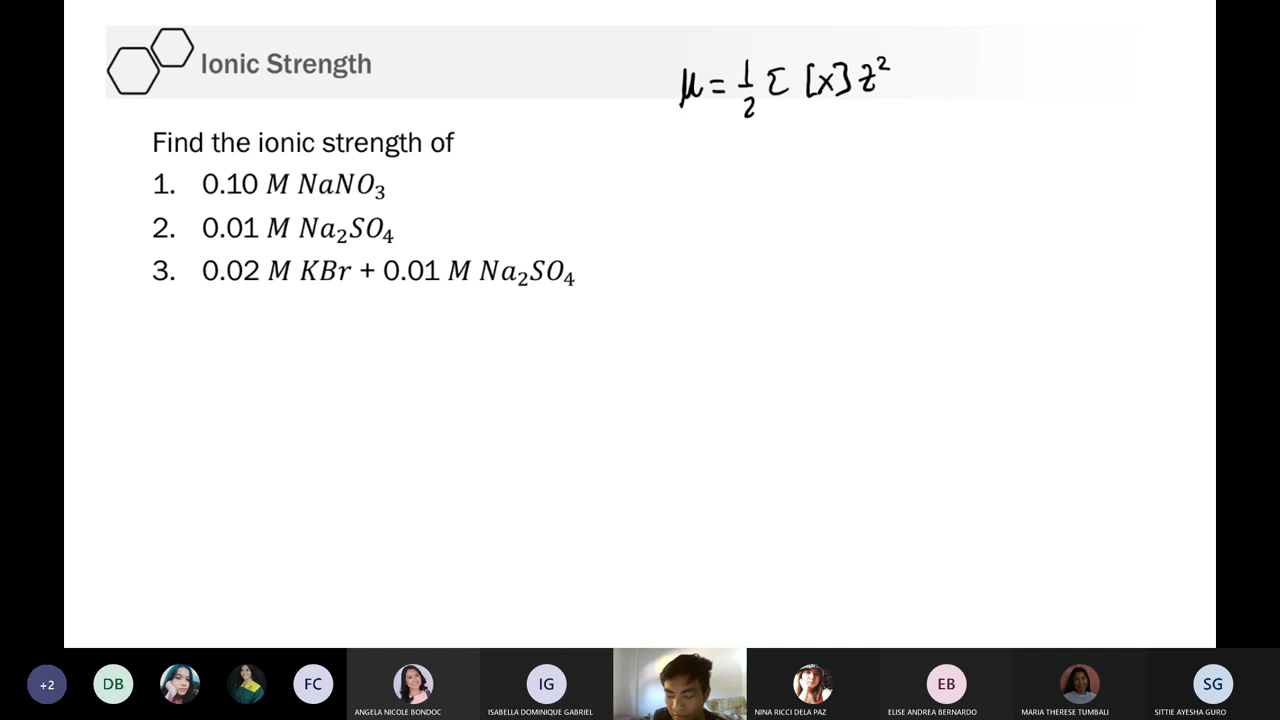 Ionic Strength
μ = 1/2 Σ [x] z²
Find the ionic strength of
1. 0.10 M NaNO₃
2. 0.01 M Na₂SO₄
3. 0.02 M KBr + 0.01 M Na₂SO₄
+2
DB
FC
IG
EB
SG
ANGELA NICOLE BONDOC
ISABELLA DOMINIQUE GABRIEL
NINA RICCI DELA PAZ
ELISE ANDREA BERNARDO
MARIA THERESE TUMBALI
SITTIE AYESHA GURO